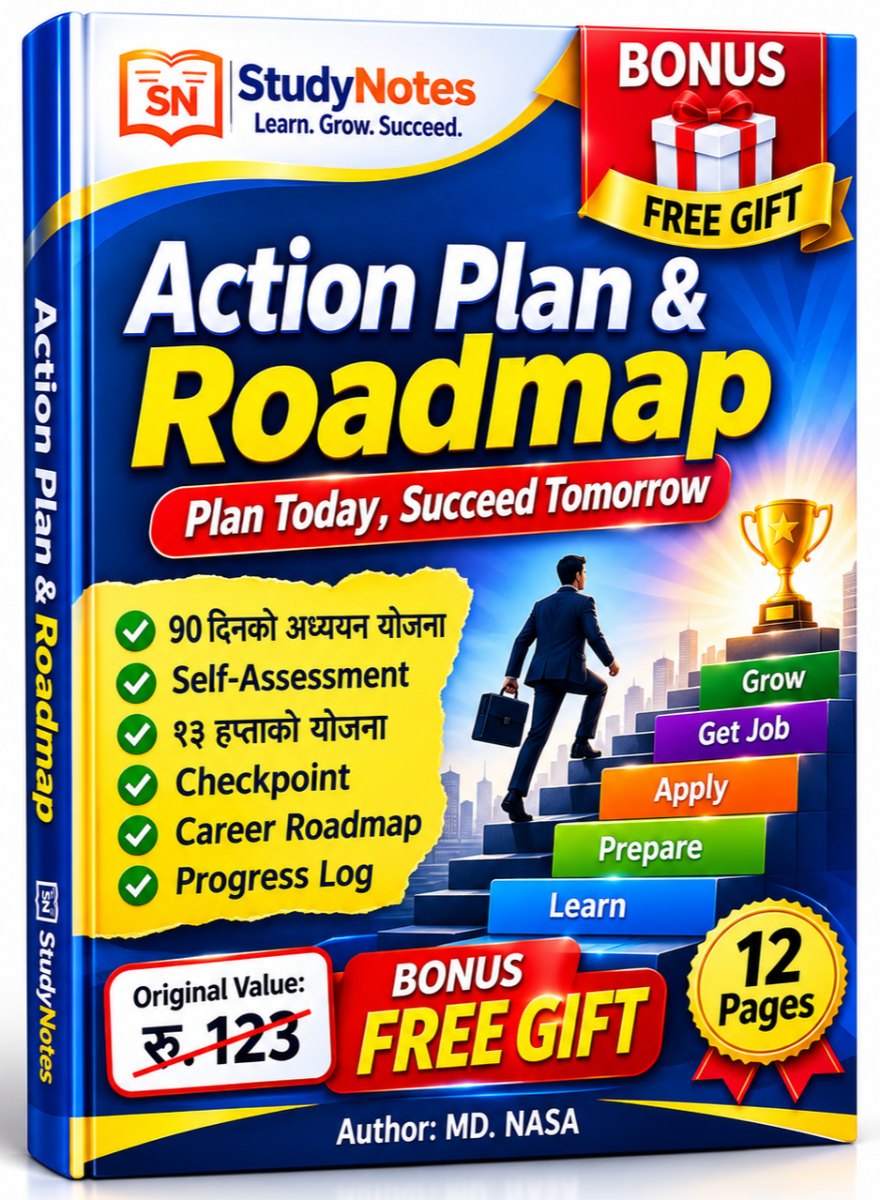 SN
StudyNotes
Learn. Grow. Succeed.
BONUS
FREE GIFT
Action Plan &
Roadmap
Plan Today, Succeed Tomorrow
90 दिनको अध्ययन योजना
Self-Assessment
१३ हप्ताको योजना
Checkpoint
Career Roadmap
Progress Log
Grow
Get Job
Apply
Prepare
Learn
Original Value:
रु. 123
BONUS
FREE GIFT
12
Pages
Author: MD. NASA
Action Plan & Roadmap
SN StudyNotes